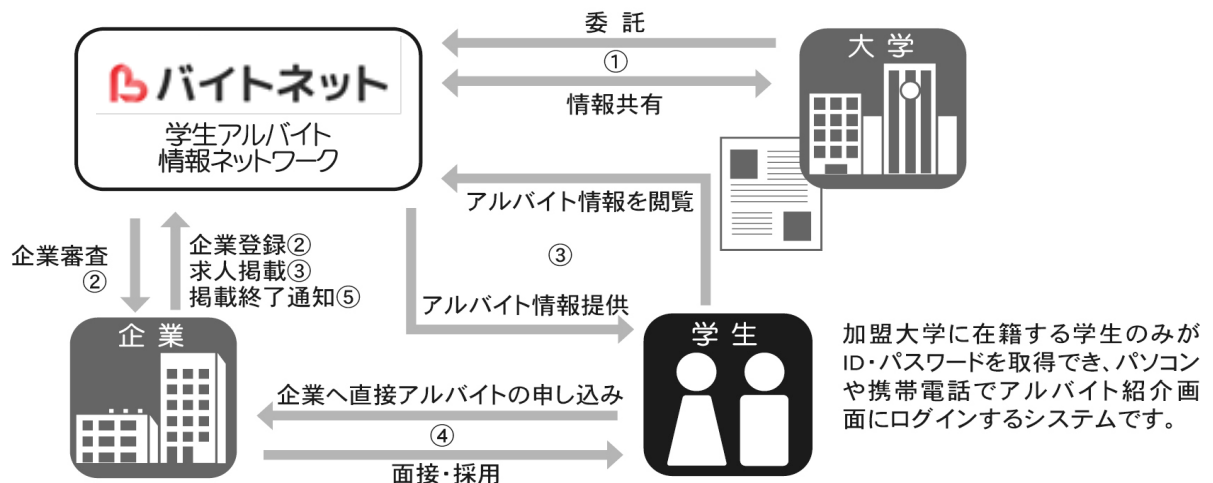 委託
①
情報共有
大学
バイトネット
学生アルバイト
情報ネットワーク
アルバイト情報を閲覧
企業審査
②
企業登録②
求人掲載③
掲載終了通知⑤
③
アルバイト情報提供
企業
学生
企業へ直接アルバイトの申し込み
④
面接・採用
加盟大学に在籍する学生のみが
ID・パスワードを取得でき、パソコン
や携帯電話でアルバイト紹介画
面にログインするシステムです。